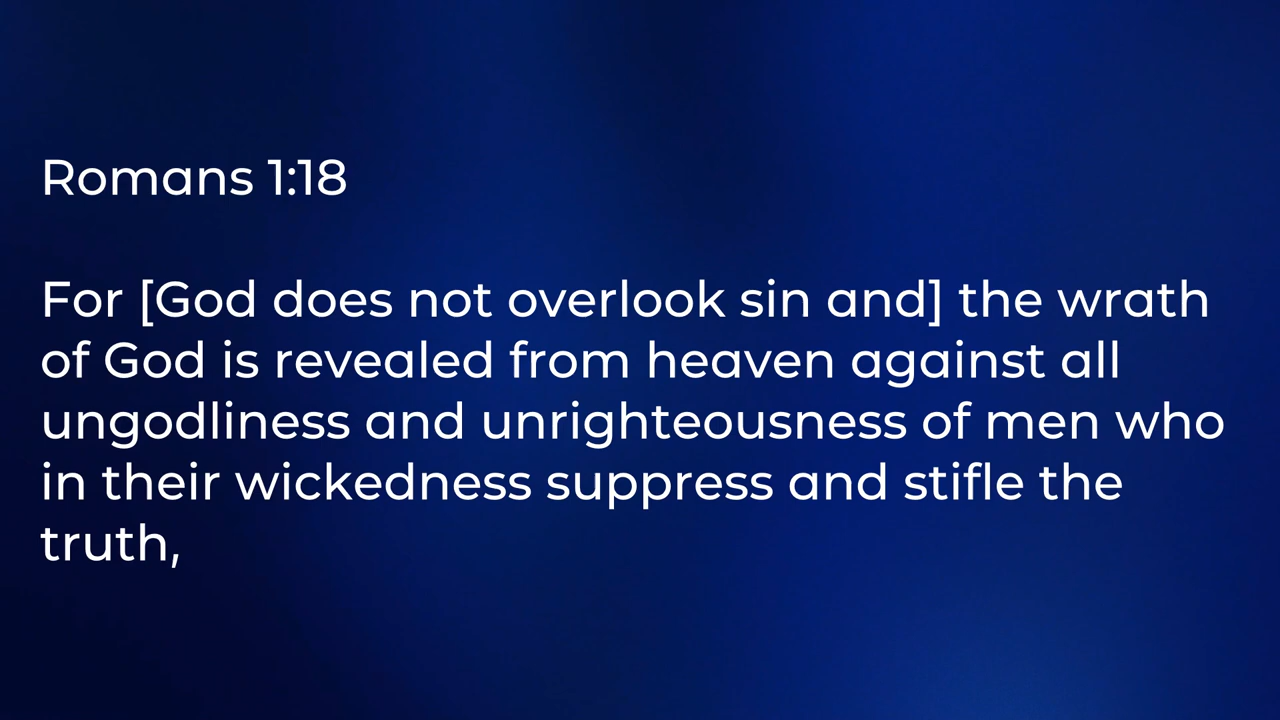 Romans 1:18
For [God does not overlook sin and] the wrath
of God is revealed from heaven against all
ungodliness and unrighteousness of men who
in their wickedness suppress and stifle the
truth,